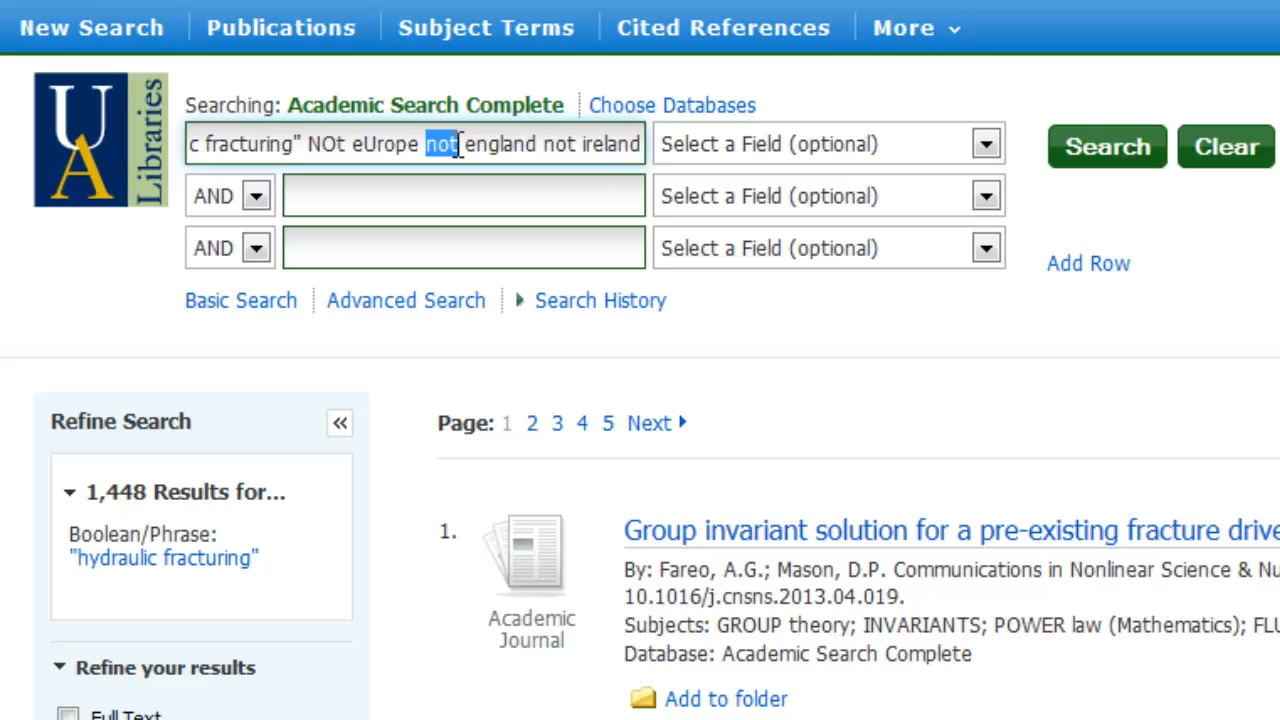 New Search Publications Subject Terms Cited References More
UA Libraries
Searching: Academic Search Complete Choose Databases
c fracturing" NOt eUrope not england not ireland Select a Field (optional) Search Clear
AND Select a Field (optional)
AND Select a Field (optional)
Add Row
Basic Search Advanced Search Search History
Refine Search «
Page: 1 2 3 4 5 Next
1,448 Results for...
Boolean/Phrase:
"hydraulic fracturing"
Refine your results
Full Text
1.
Academic
Journal
Group invariant solution for a pre-existing fracture drive
By: Fareo, A.G.; Mason, D.P. Communications in Nonlinear Science & Nu
10.1016/j.cnsns.2013.04.019.
Subjects: GROUP theory; INVARIANTS; POWER law (Mathematics); FLU
Database: Academic Search Complete
Add to folder